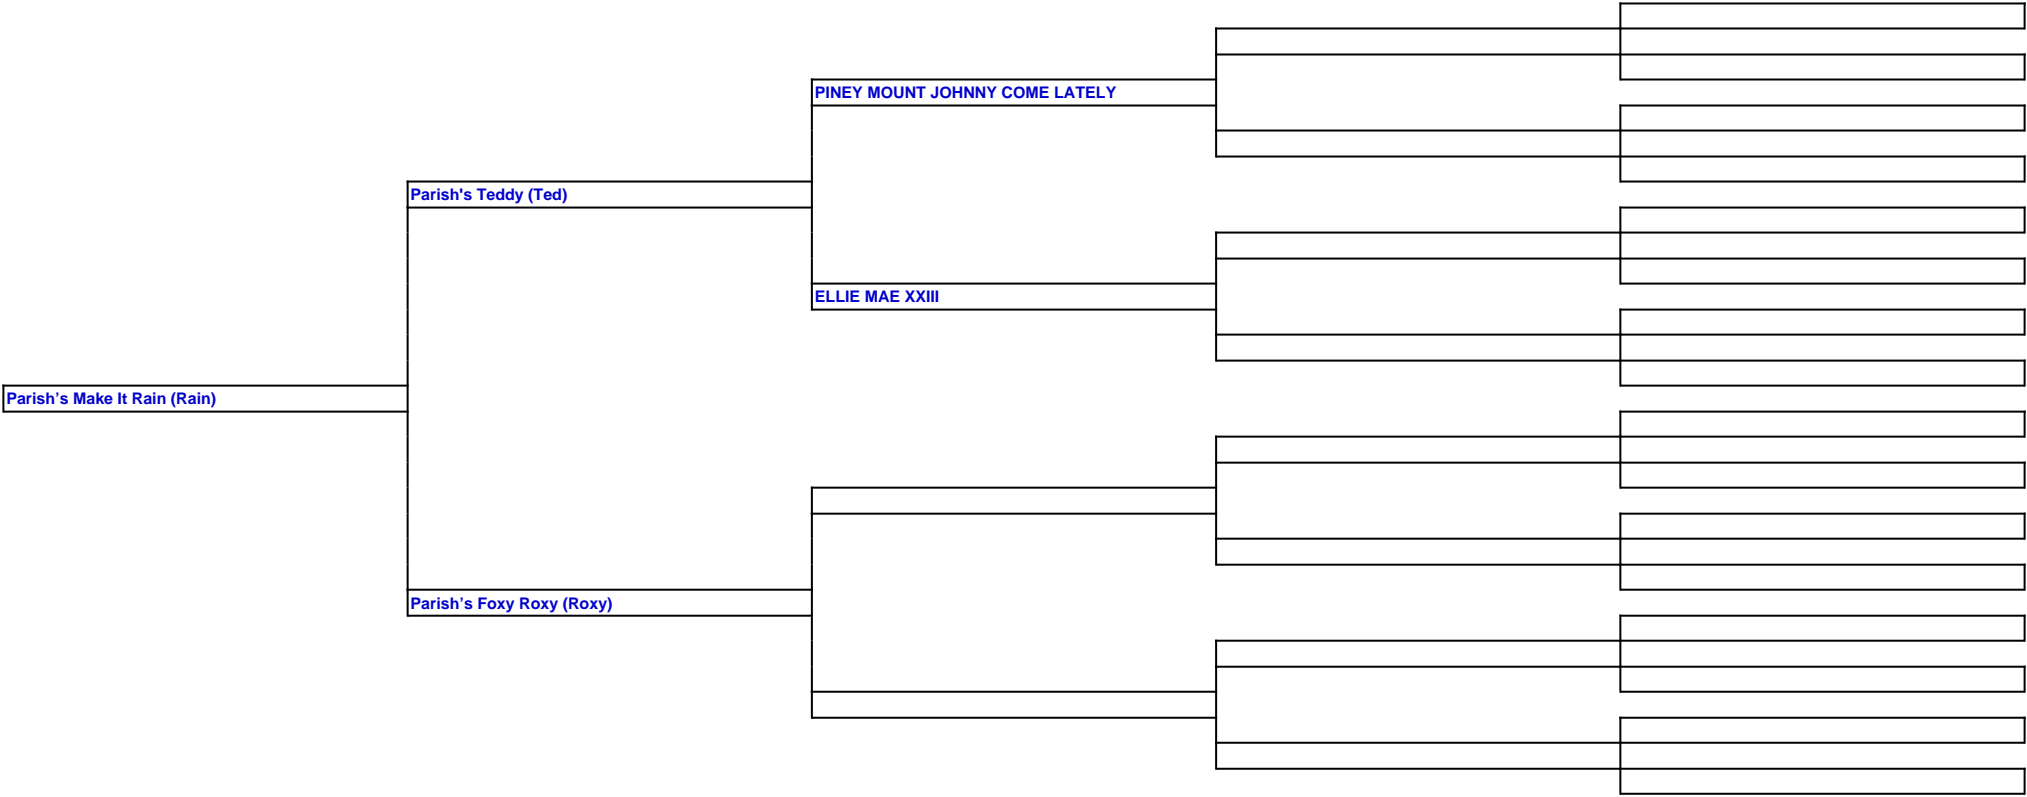 PINEY MOUNT JOHNNY COME LATELY
Parish's Teddy (Ted)
ELLIE MAE XXIII
Parish’s Make It Rain (Rain)
Parish’s Foxy Roxy (Roxy)